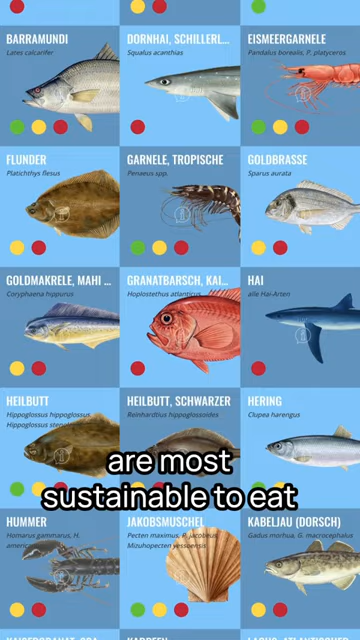 BARRAMUNDI
Lates calcarifer
DORNHAI, SCHILLERL...
Squalus acanthias
EISMEERGARNELE
Pandalus borealis, P. platyceros
FLUNDER
Platichthys flesus
GARNELE, TROPISCHE
Penaeus spp.
GOLDBRASSE
Sparus aurata
GOLDMAKRELE, MAHI ...
Coryphaena hippurus
GRANATBARSCH, KAI...
Hoplostethus atlanticus
HAI
alle Hai-Arten
HEILBUTT
Hippoglossus hippoglossus,
Hippoglossus
HEILBUTT, SCHWARZER
Reinhardtius hippoglossoides
HERING
Clupea harengus
are most
sustainable to eat
HUMMER
Homarus gammarus, H.
JAKOBSMUSCHEL
Pecten maximus, P. jacobeus,
Mizuhopecten yessoensis
KABELJAU (DORSCH)
Gadus morhua, G. macrocephalus